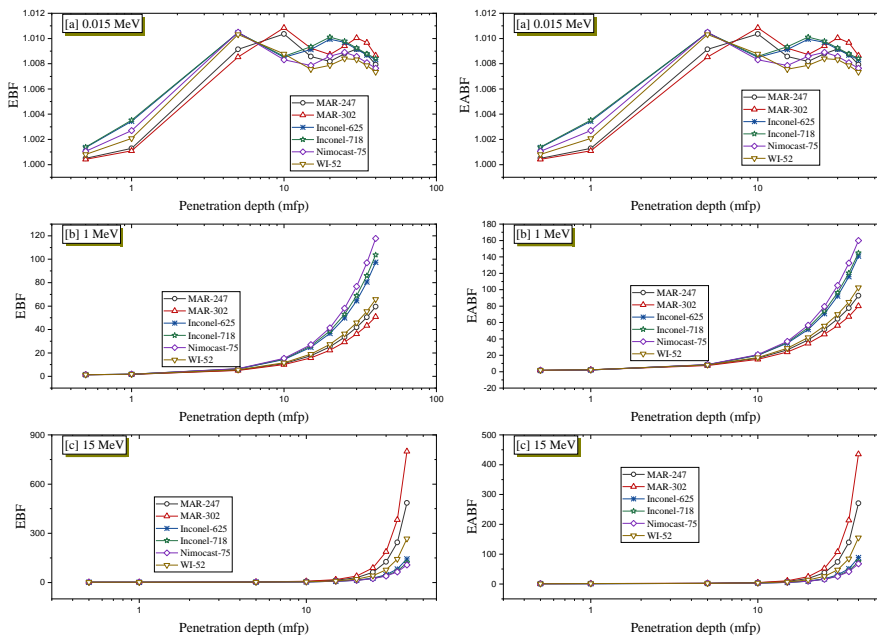 [a] 0.015 MeV
1.012
1.010
1.008
1.006
1.004
1.002
1.000
EBF
MAR-247
MAR-302
Inconel-625
Inconel-718
Nimocast-75
WI-52
1
10
100
Penetration depth (mfp)
[a] 0.015 MeV
1.012
1.010
1.008
1.006
1.004
1.002
1.000
EABF
MAR-247
MAR-302
Inconel-625
Inconel-718
Nimocast-75
WI-52
1
10
Penetration depth (mfp)
[b] 1 MeV
120
100
80
60
40
20
0
EBF
MAR-247
MAR-302
Inconel-625
Inconel-718
Nimocast-75
WI-52
1
10
100
Penetration depth (mfp)
[b] 1 MeV
180
160
140
120
100
80
60
40
20
0
-20
EABF
MAR-247
MAR-302
Inconel-625
Inconel-718
Nimocast-75
WI-52
1
10
Penetration depth (mfp)
[c] 15 MeV
900
600
300
0
EBF
MAR-247
MAR-302
Inconel-625
Inconel-718
Nimocast-75
WI-52
1
10
Penetration depth (mfp)
[c] 15 MeV
500
400
300
200
100
0
EABF
MAR-247
MAR-302
Inconel-625
Inconel-718
Nimocast-75
WI-52
1
10
Penetration depth (mfp)